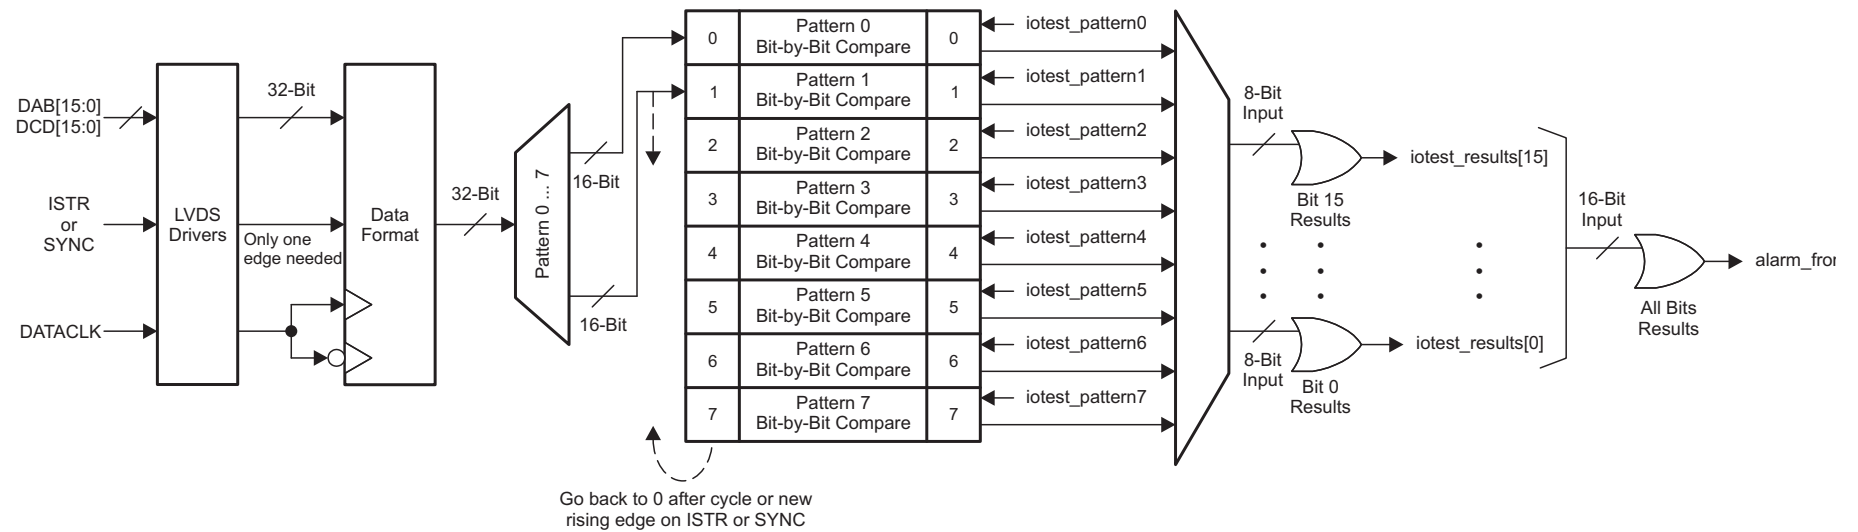 DAB[15:0]
DCD[15:0]
ISTR
or
SYNC
DATACLK
LVDS
Drivers
32-Bit
Only one
edge needed
Data
Format
32-Bit
Pattern 0 ... 7
16-Bit
16-Bit
0 Pattern 0 Bit-by-Bit Compare 0
1 Pattern 1 Bit-by-Bit Compare 1
2 Pattern 2 Bit-by-Bit Compare 2
3 Pattern 3 Bit-by-Bit Compare 3
4 Pattern 4 Bit-by-Bit Compare 4
5 Pattern 5 Bit-by-Bit Compare 5
6 Pattern 6 Bit-by-Bit Compare 6
7 Pattern 7 Bit-by-Bit Compare 7
Go back to 0 after cycle or new
rising edge on ISTR or SYNC
iotest_pattern0
iotest_pattern1
iotest_pattern2
iotest_pattern3
iotest_pattern4
iotest_pattern5
iotest_pattern6
iotest_pattern7
8-Bit
Input
Bit 15
Results
iotest_results[15]
8-Bit
Input
Bit 0
Results
iotest_results[0]
16-Bit
Input
All Bits
Results